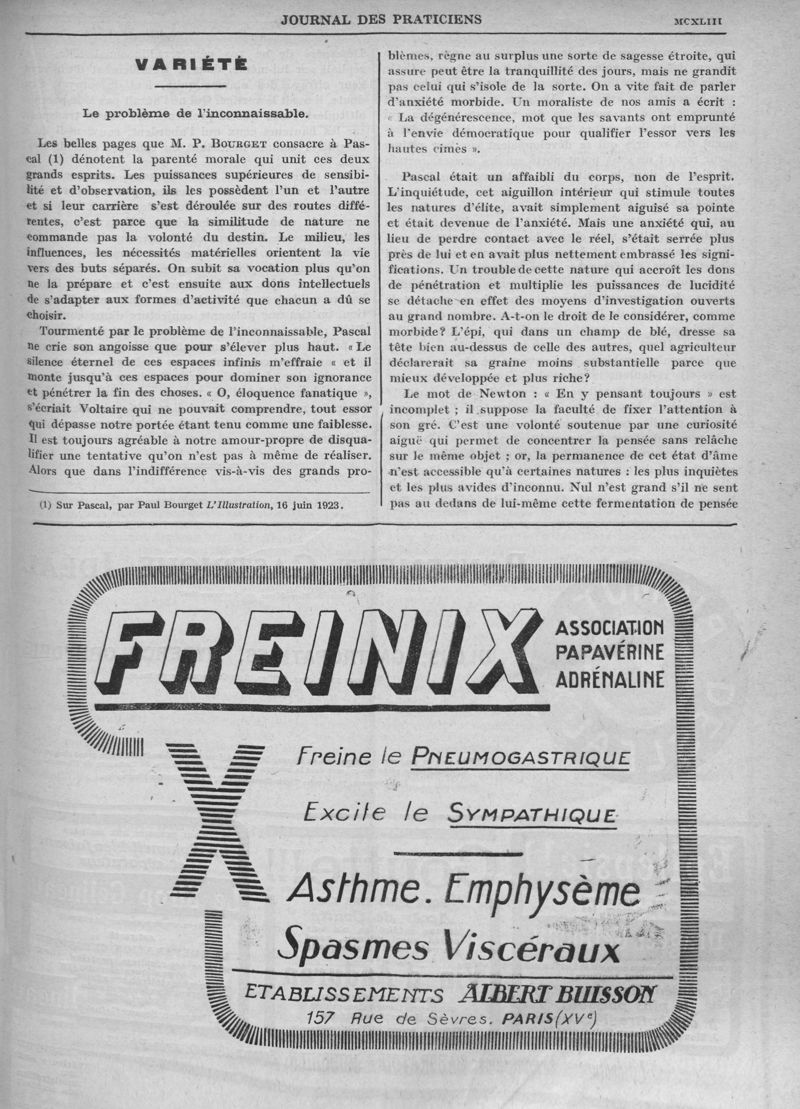 JOURNAL DES PRATICIENS
MCXLIII
VARIÉTÉ
Le problème de l'inconnaissable.
Les belles pages que M. P. BOURGET consacre à Pas-
cal (1) dénotent la parenté morale qui unit ces deux
grands esprits. Les puissances supérieures de sensibi-
lité et d'observation, ils les possèdent l'un et l'autre
et si leur carrière s'est déroulée sur des routes diffé-
rentes, c'est parce que la similitude de nature ne
commande pas la volonté du destin. Le milieu, les
influences, les nécessités matérielles orientent la vie
vers des buts séparés. On subit sa vocation plus qu'on
ne la prépare et c'est ensuite aux dons intellectuels
de s'adapter aux formes d'activité que chacun a dû se
choisir.
Tourmenté par le problème de l'inconnaissable, Pascal
ne crie son angoisse que pour s'élever plus haut. « Le
silence éternel de ces espaces infinis m'effraie « et il
monte jusqu'à ces espaces pour dominer son ignorance
et pénétrer la fin des choses. « O, éloquence fanatique »,
s'écriait Voltaire qui ne pouvait comprendre, tout essor
qui dépasse notre portée étant tenu comme une faiblesse.
Il est toujours agréable à notre amour-propre de disqua-
lifier une tentative qu'on n'est pas à même de réaliser.
Alors que dans l'indifférence vis-à-vis des grands pro-
(1) Sur Pascal, par Paul Bourget L'Illustration, 16 juin 1923.
blèmes, règne au surplus une sorte de sagesse étroite, qui
assure peut être la tranquillité des jours, mais ne grandit
pas celui qui s'isole de la sorte. On a vite fait de parler
d'anxiété morbide. Un moraliste de nos amis a écrit :
« La dégénérescence, mot que les savants ont emprunté
à l'envie démocratique pour qualifier l'essor vers les
hautes cimes ».
Pascal était un affaibli du corps, non de l'esprit.
L'inquiétude, cet aiguillon intérieur qui stimule toutes
les natures d'élite, avait simplement aiguisé sa pointe
et était devenue de l'anxiété. Mais une anxiété qui, au
lieu de perdre contact avec le réel, s'était serrée plus
près de lui et en avait plus nettement embrassé les signi-
fications. Un trouble de cette nature qui accroît les dons
de pénétration et multiplie les puissances de lucidité
se détache en effet des moyens d'investigation ouverts
au grand nombre. A-t-on le droit de le considérer, comme
morbide? L'épi, qui dans un champ de blé, dresse sa
tête bien au-dessus de celle des autres, quel agriculteur
déclarerait sa graine moins substantielle parce que
mieux développée et plus riche?
Le mot de Newton : « En y pensant toujours » est
incomplet ; il suppose la faculté de fixer l'attention à
son gré. C'est une volonté soutenue par une curiosité
aiguë qui permet de concentrer la pensée sans relâche
sur le même objet ; or, la permanence de cet état d'âme
n'est accessible qu'à certaines natures : les plus inquiètes
et les plus avides d'inconnu. Nul n'est grand s'il ne sent
pas au dedans de lui-même cette fermentation de pensée
FREINIX
ASSOCIATION
PAPAVÉRINE
ADRÉNALINE
X
Freine le PNEUMOGASTRIQUE
Excite le SYMPATHIQUE
Asthme. Emphysème
Spasmes Viscéraux
ETABLISSEMENTS ALBERT BUISSON
157 Rue de Sèvres. PARIS (XVe)